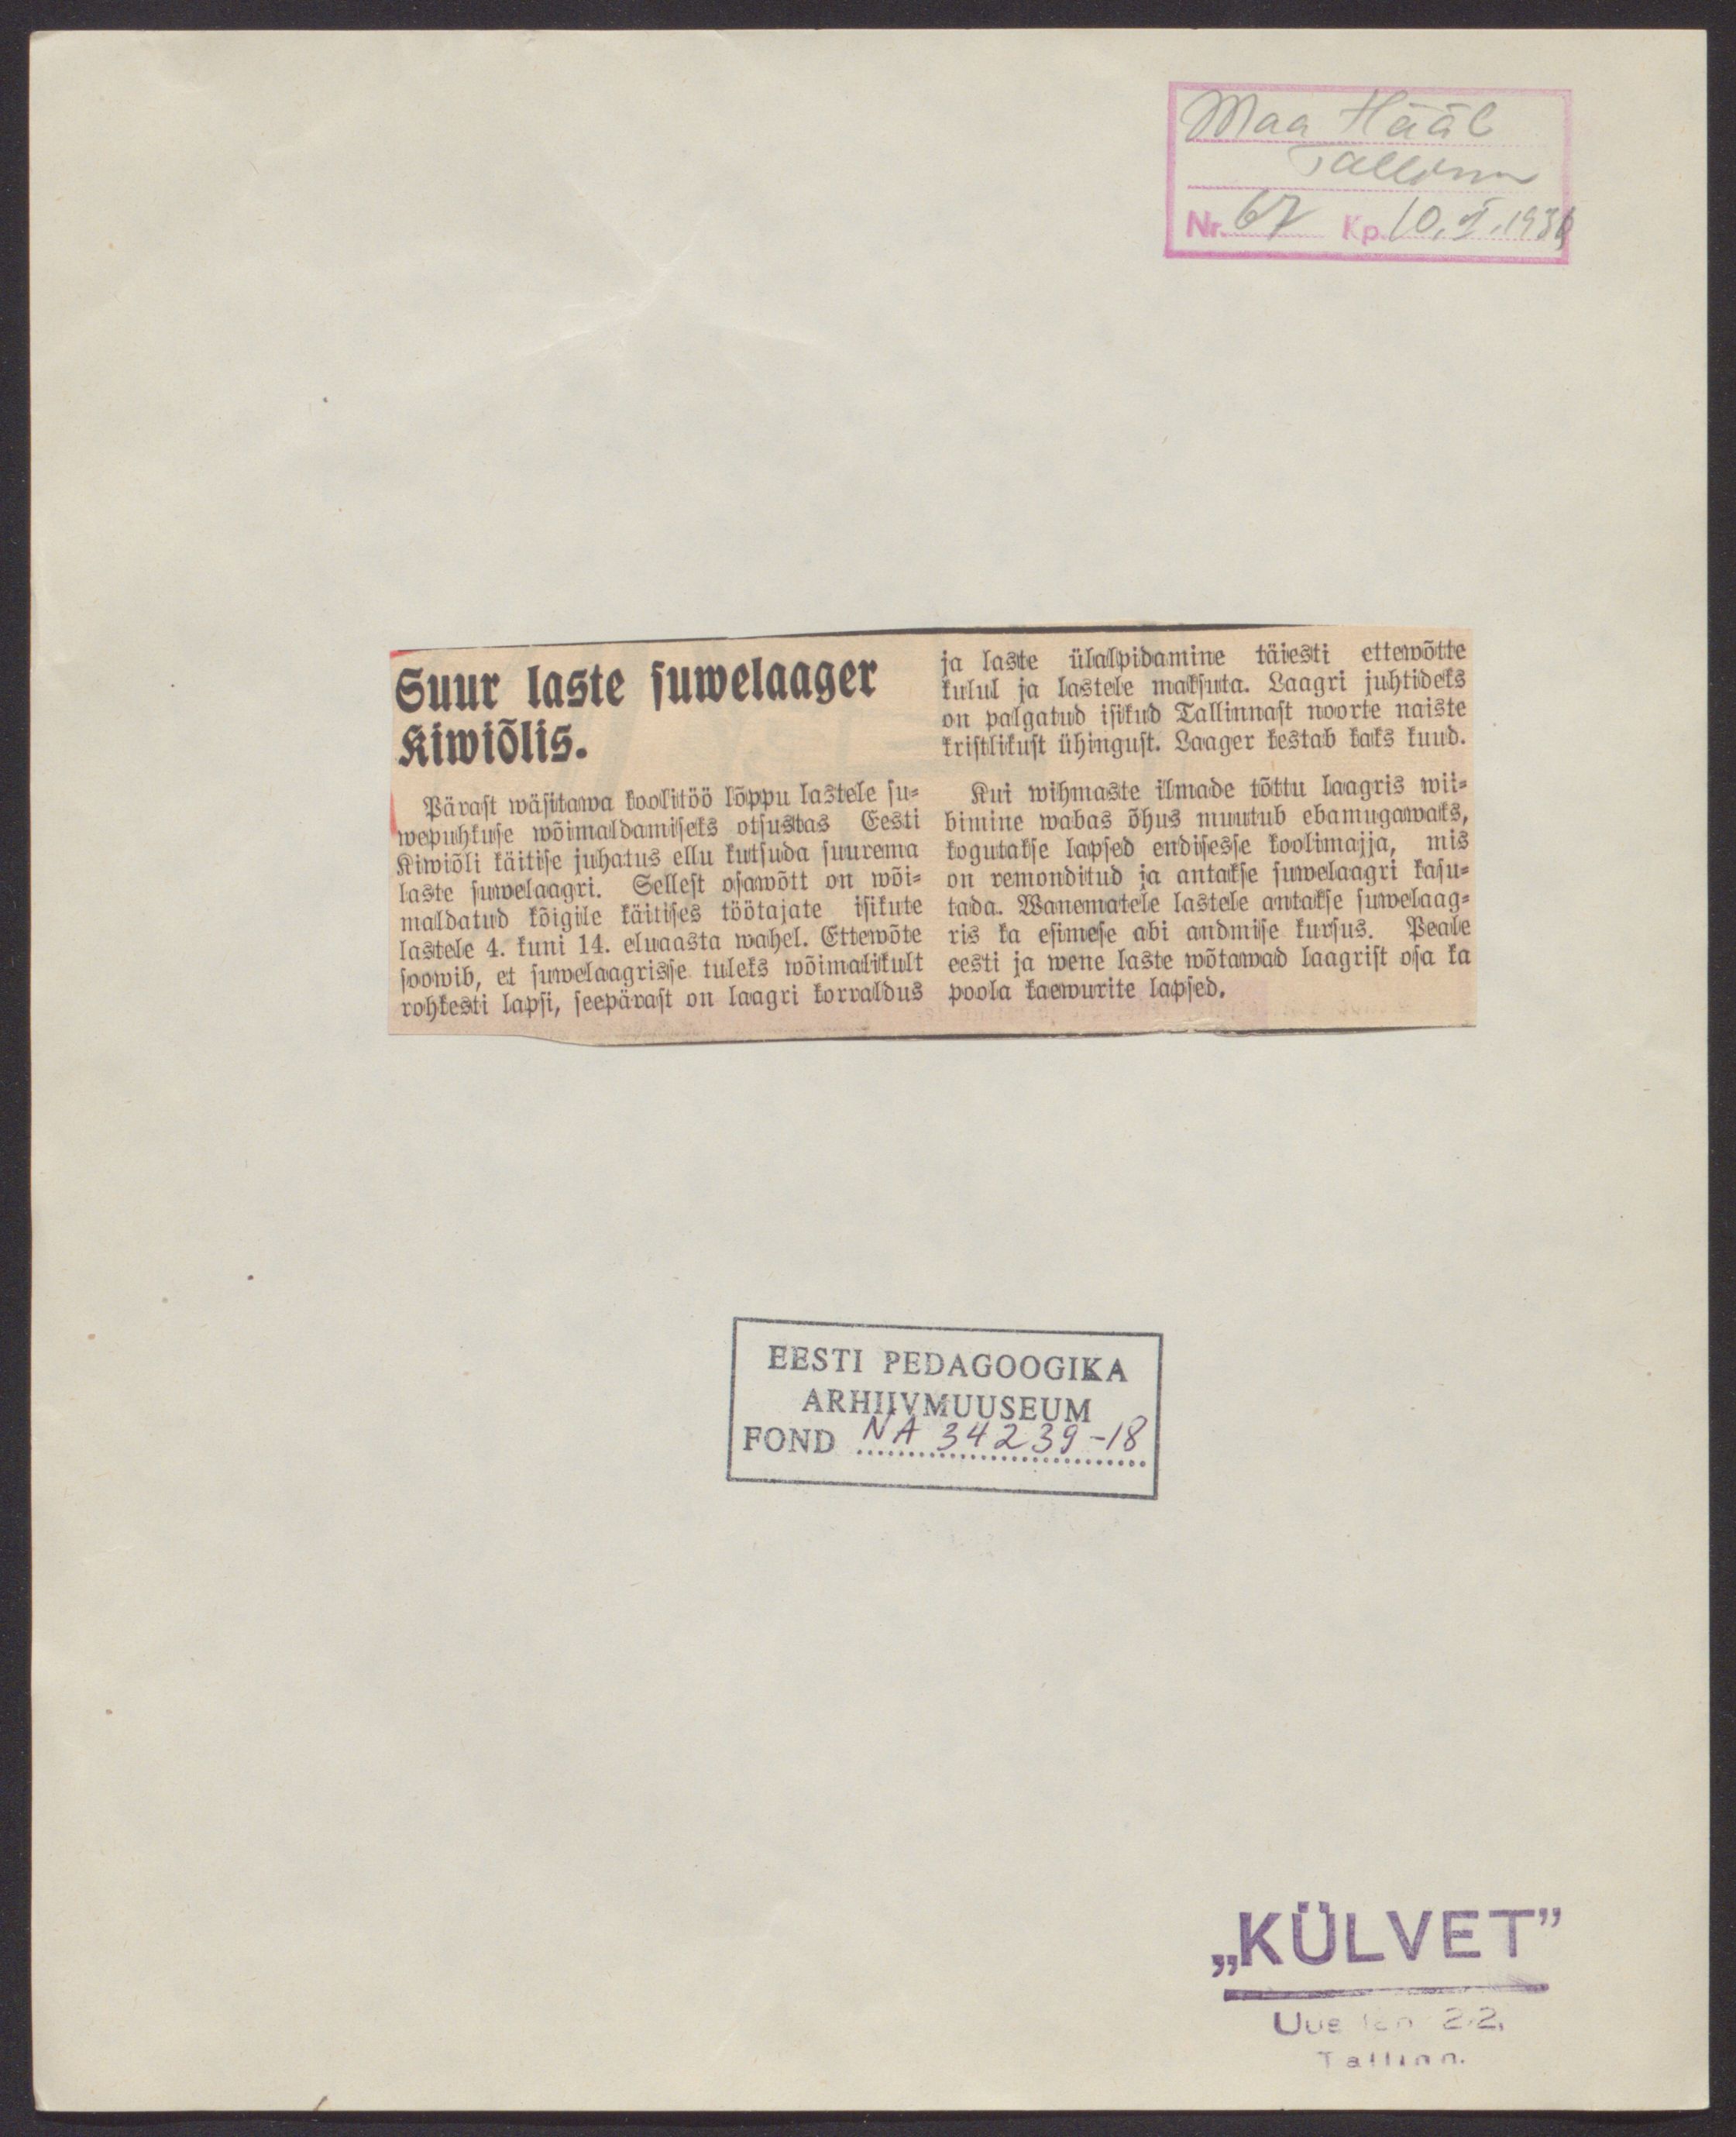 Maa Hääl
Tallinn
Nr. 67 Kp. 10. 1938
Suur laste suwelaager
Kiwiõlis.
Pärast wäsitawa koolitöö lõppu lastele su-
wepuhkuse wõimaldamiseks otsustas Eesti
Kiwiõli käitise juhatus ellu kutsuda suurema
laste suwelaagri. Sellest osawõtt on wõi-
maldatud kõigile käitises töötajate isikute
lastele 4. kuni 14. eluaasta wahel. Ettewõte
soowib, et suwelaagrisse tuleks wõimalikult
rohkesti lapsi, seepärast on laagri korraldus
ja laste ülalpidamine täiesti ettewõtte
kulul ja lastele maksuta. Laagri juhtideks
on palgatud isikud Tallinnast noorte naiste
kristlikust ühingust. Laager kestab kaks kuud.
Kui wihmaste ilmade tõttu laagris wii-
bimine wabas õhus muutub ebamugawaks,
kogutakse lapsed endisesse koolimajja, mis
on remonditud ja antakse suwelaagri kasu-
tada. Wanematele lastele antakse suwelaag-
ris ka esimese abi andmise kursus. Peale
eesti ja wene laste wõtawad laagrist osa ka
poola kaewurite lapsed.
EESTI PEDAGOOGIKA
ARHIIVMUUSEUM
FOND NA 34239-18
„KÜLVET”
Uus 22,
Tallinn.